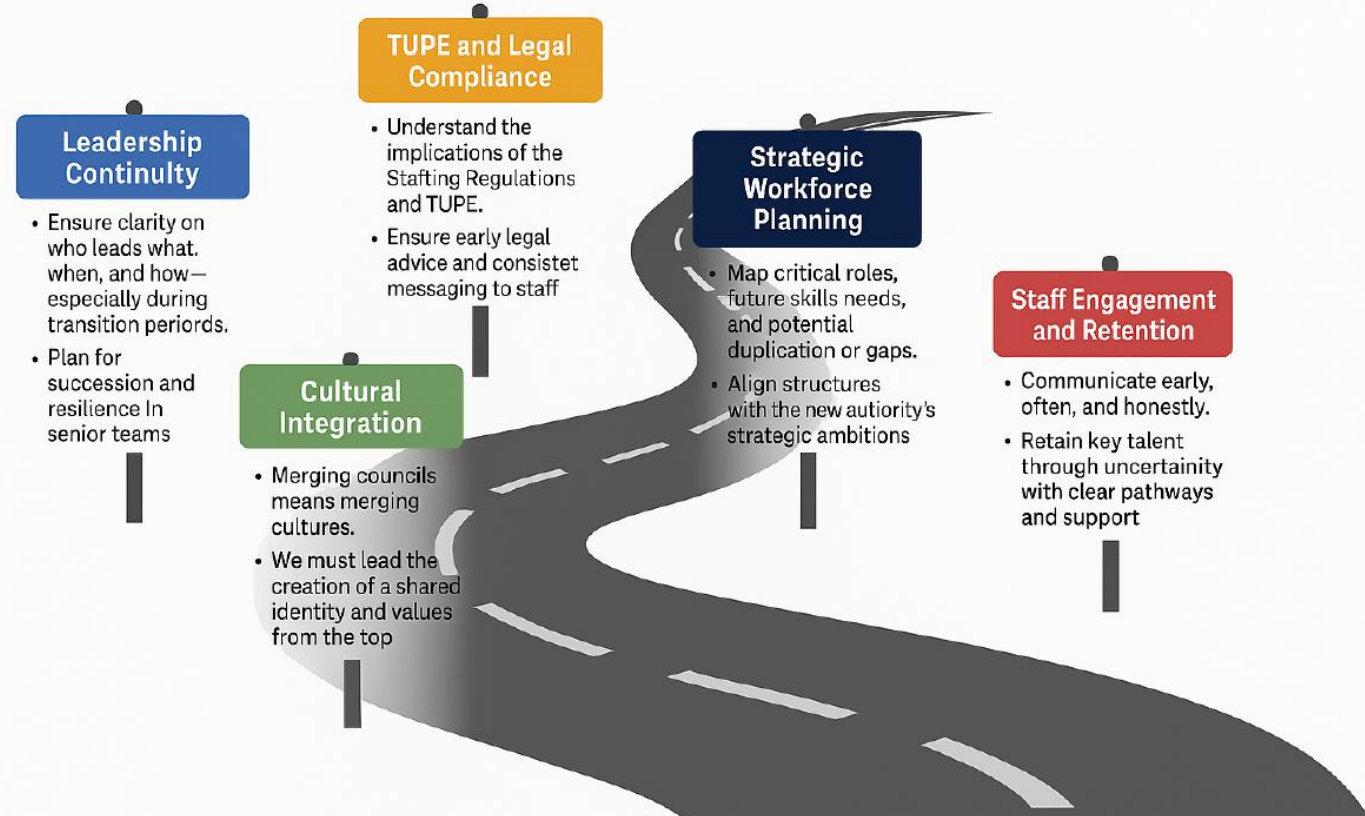 Leadership
Continuity
• Ensure clarity on
who leads what.
when, and how—
especially during
transition periords.
• Plan for
succession and
resilience In
senior teams
TUPE and Legal
Compliance
• Understand the
implications of the
Stafting Regulations
and TUPE.
• Ensure early legal
advice and consistet
messaging to staff
Cultural
Integration
• Merging councils
means merging
cultures.
• We must lead the
creation of a shared
identity and values
from the top
Strategic
Workforce
Planning
• Map critical roles,
future skills needs,
and potential
duplication or gaps.
• Align structures
with the new autiority's
strategic ambitions
Staff Engagement
and Retention
• Communicate early,
often, and honestly.
• Retain key talent
through uncertainity
with clear pathways
and support